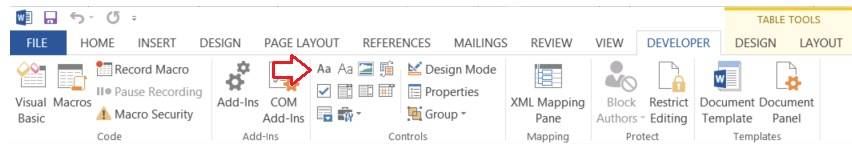 TABLE TOOLS
FILE HOME INSERT DESIGN PAGE LAYOUT REFERENCES MAILINGS REVIEW VIEW DEVELOPER DESIGN LAYOUT
Visual Basic
Macros
Record Macro
Pause Recording
Macro Security
Code
Add-Ins
COM Add-Ins
Add-Ins
Aa Aa
Design Mode
Properties
Group
Controls
XML Mapping Pane
Mapping
Block Authors
Restrict Editing
Protect
Document Template
Document Panel
Templates